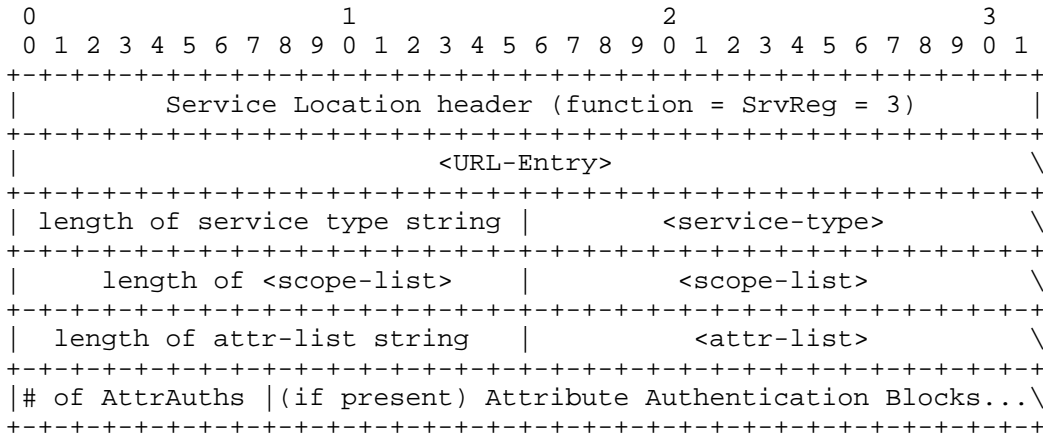 0                   1                   2                   3
 0 1 2 3 4 5 6 7 8 9 0 1 2 3 4 5 6 7 8 9 0 1 2 3 4 5 6 7 8 9 0 1
+-+-+-+-+-+-+-+-+-+-+-+-+-+-+-+-+-+-+-+-+-+-+-+-+-+-+-+-+-+-+-+-+
|         Service Location header (function = SrvReg = 3)       |
+-+-+-+-+-+-+-+-+-+-+-+-+-+-+-+-+-+-+-+-+-+-+-+-+-+-+-+-+-+-+-+-+
|                          <URL-Entry>                          \
+-+-+-+-+-+-+-+-+-+-+-+-+-+-+-+-+-+-+-+-+-+-+-+-+-+-+-+-+-+-+-+-+
| length of service type string |        <service-type>         \
+-+-+-+-+-+-+-+-+-+-+-+-+-+-+-+-+-+-+-+-+-+-+-+-+-+-+-+-+-+-+-+-+
|     length of <scope-list>    |         <scope-list>          \
+-+-+-+-+-+-+-+-+-+-+-+-+-+-+-+-+-+-+-+-+-+-+-+-+-+-+-+-+-+-+-+-+
|  length of attr-list string   |          <attr-list>          \
+-+-+-+-+-+-+-+-+-+-+-+-+-+-+-+-+-+-+-+-+-+-+-+-+-+-+-+-+-+-+-+-+
|# of AttrAuths |(if present) Attribute Authentication Blocks...\
+-+-+-+-+-+-+-+-+-+-+-+-+-+-+-+-+-+-+-+-+-+-+-+-+-+-+-+-+-+-+-+-+